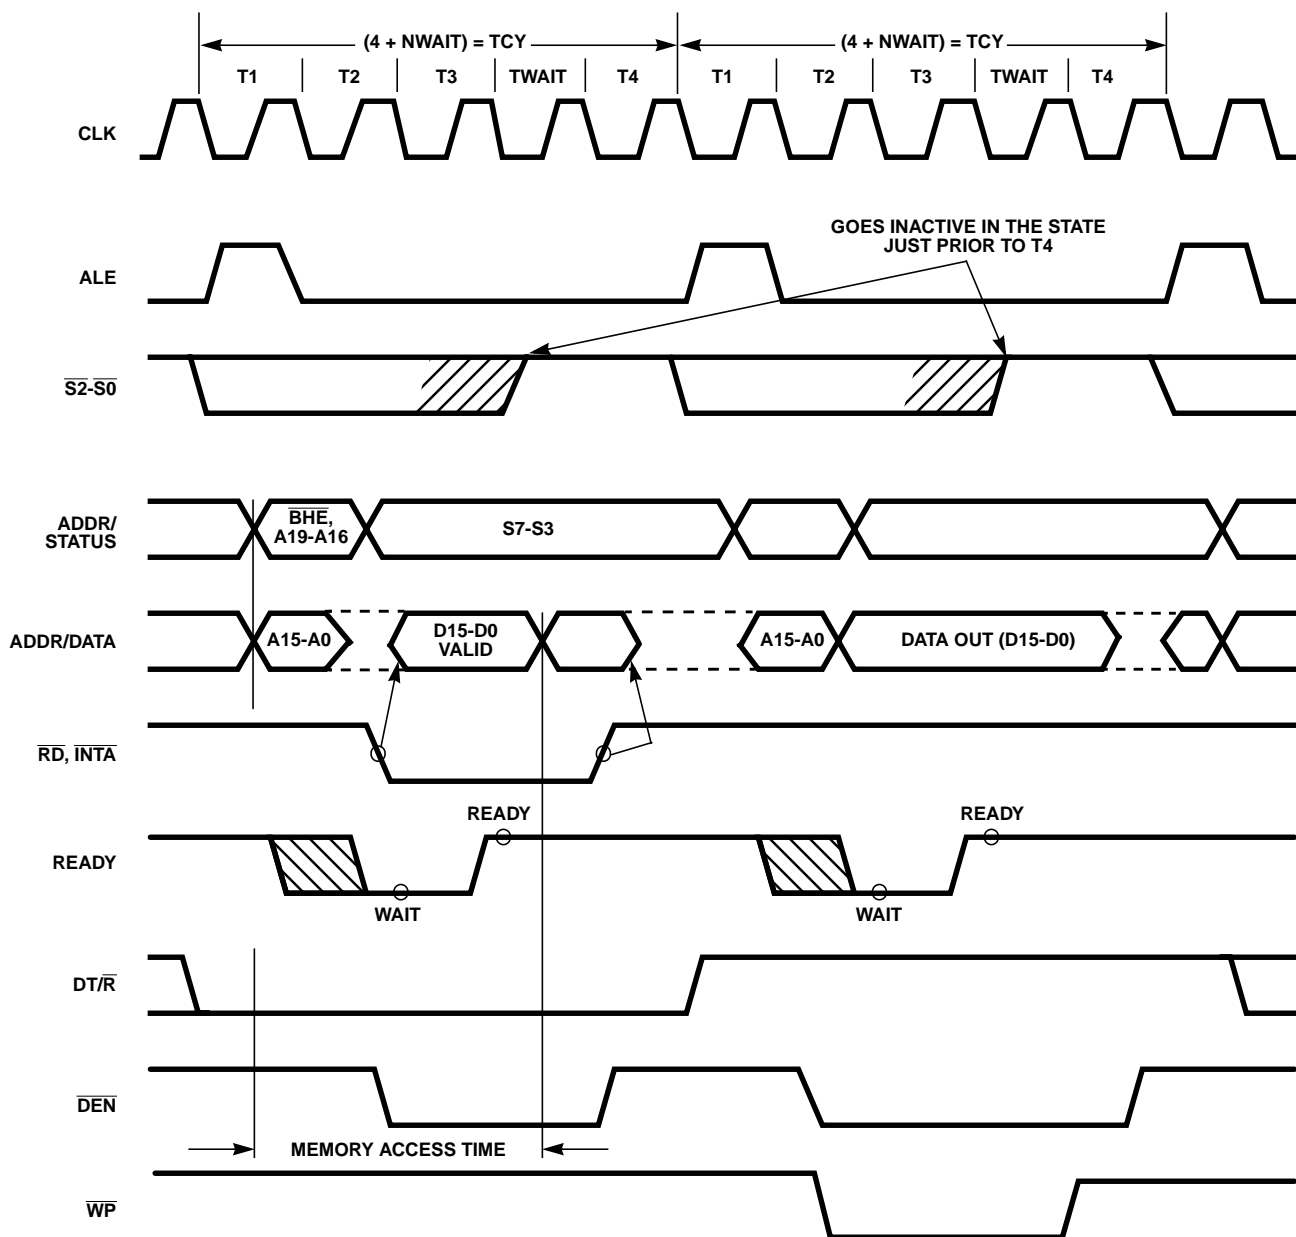 (4 + NWAIT) = TCY (4 + NWAIT) = TCY
T1 T2 T3 TWAIT T4 T1 T2 T3 TWAIT T4
CLK
GOES INACTIVE IN THE STATE
JUST PRIOR TO T4
ALE
S2-S0
ADDR/
STATUS
BHE,
A19-A16
S7-S3
ADDR/DATA
A15-A0
D15-D0
VALID
A15-A0
DATA OUT (D15-D0)
RD, INTA
READY
READY
READY
WAIT
WAIT
DT/R
DEN
MEMORY ACCESS TIME
WP